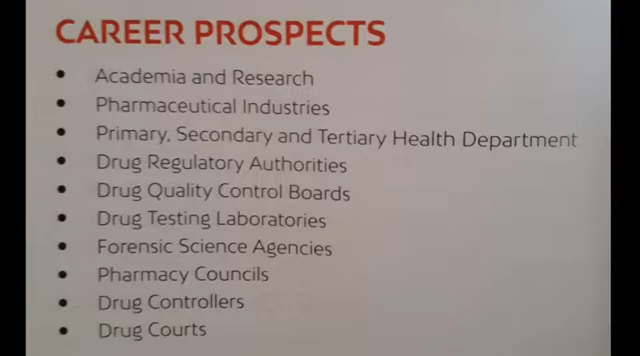 CAREER PROSPECTS
• Academia and Research
• Pharmaceutical Industries
• Primary, Secondary and Tertiary Health Department
• Drug Regulatory Authorities
• Drug Quality Control Boards
• Drug Testing Laboratories
• Forensic Science Agencies
• Pharmacy Councils
• Drug Controllers
• Drug Courts